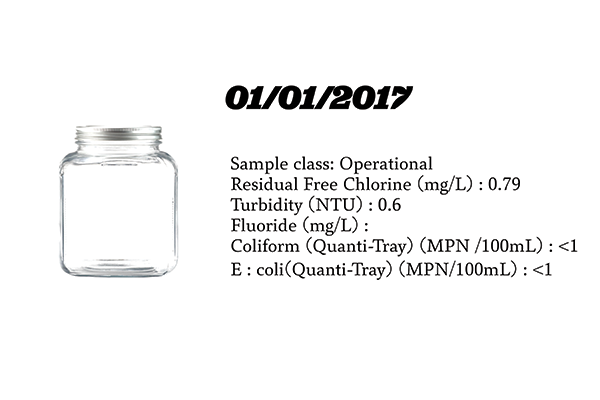 01/01/2017
Sample class: Operational
Residual Free Chlorine (mg/L) : 0.79
Turbidity (NTU) : 0.6
Fluoride (mg/L) :
Coliform (Quanti-Tray) (MPN /100mL) : <1
E : coli(Quanti-Tray) (MPN/100mL) : <1